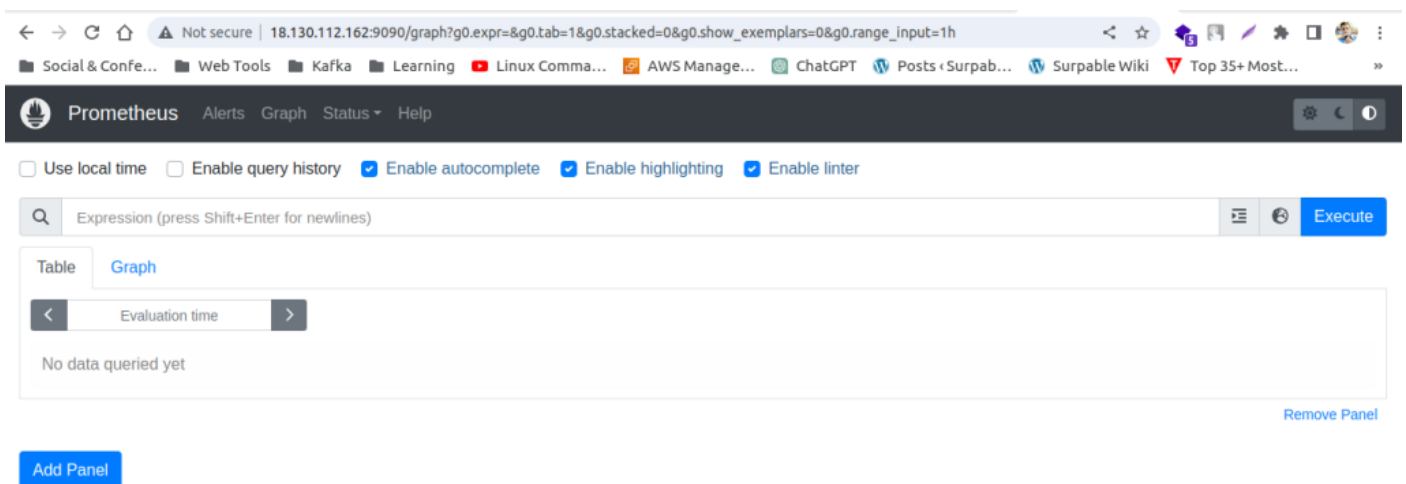 Not secure | 18.130.112.162:9090/graph?g0.expr=&g0.tab=1&g0.stacked=0&g0.show_exemplars=0&g0.range_input=1h
5
Social & Confe... Web Tools Kafka Learning Linux Comma... AWS Manage... ChatGPT Posts ‹ Surpab... Surpable Wiki Top 35+ Most... »
Prometheus Alerts Graph Status Help
Use local time Enable query history Enable autocomplete Enable highlighting Enable linter
Expression (press Shift+Enter for newlines) Execute
Table Graph
Evaluation time
No data queried yet
Remove Panel
Add Panel